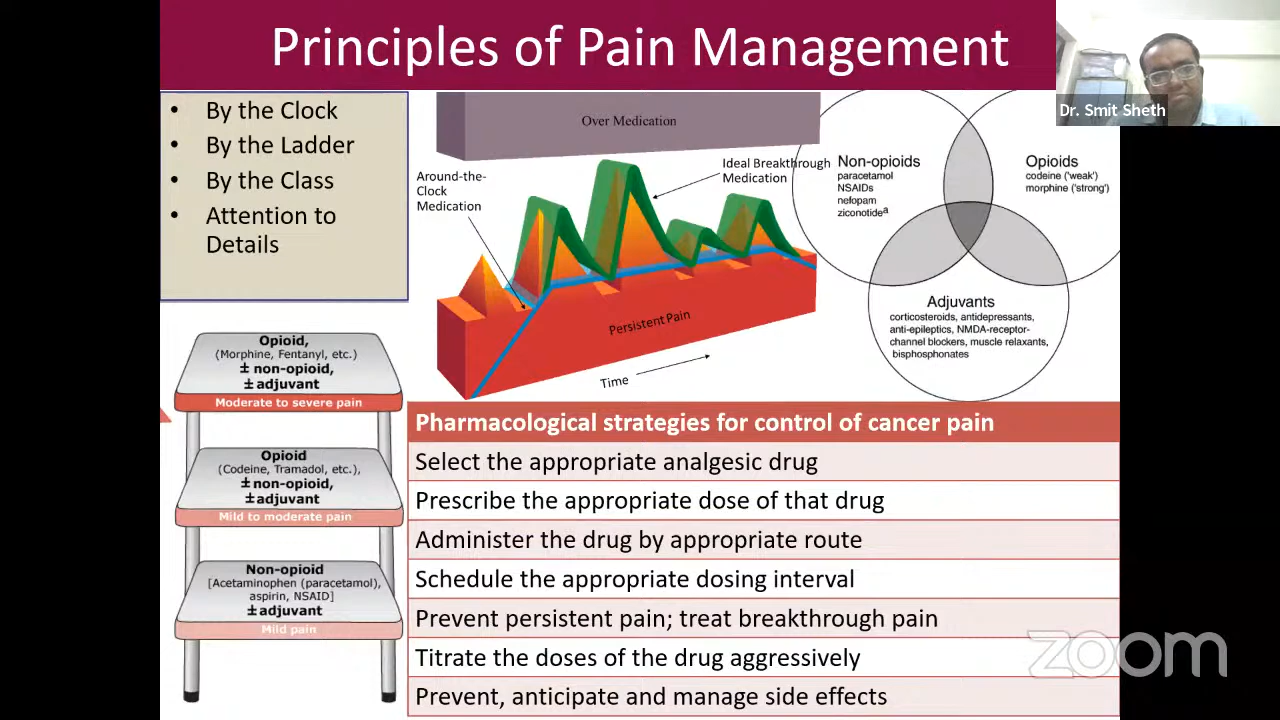 Principles of Pain Management
Dr. Smit Sheth
• By the Clock
• By the Ladder
• By the Class
• Attention to
Details
Over Medication
Around-the-
Clock
Medication
Ideal Breakthrough
Medication
Persistent Pain
Time
Non-opioids
paracetamol
NSAIDs
nefopam
ziconotideª
Opioids
codeine ('weak')
morphine ('strong')
Adjuvants
corticosteroids, antidepressants,
anti-epileptics, NMDA-receptor-
channel blockers, muscle relaxants,
bisphosphonates
Opioid,
(Morphine, Fentanyl, etc.)
± non-opioid,
± adjuvant
Moderate to severe pain
Opioid
(Codeine, Tramadol, etc.),
± non-opioid,
±adjuvant
Mild to moderate pain
Non-opioid
[Acetaminophen (paracetamol),
aspirin, NSAID]
±adjuvant
Mild pain
Pharmacological strategies for control of cancer pain
Select the appropriate analgesic drug
Prescribe the appropriate dose of that drug
Administer the drug by appropriate route
Schedule the appropriate dosing interval
Prevent persistent pain; treat breakthrough pain
Titrate the doses of the drug aggressively
Prevent, anticipate and manage side effects
zoom